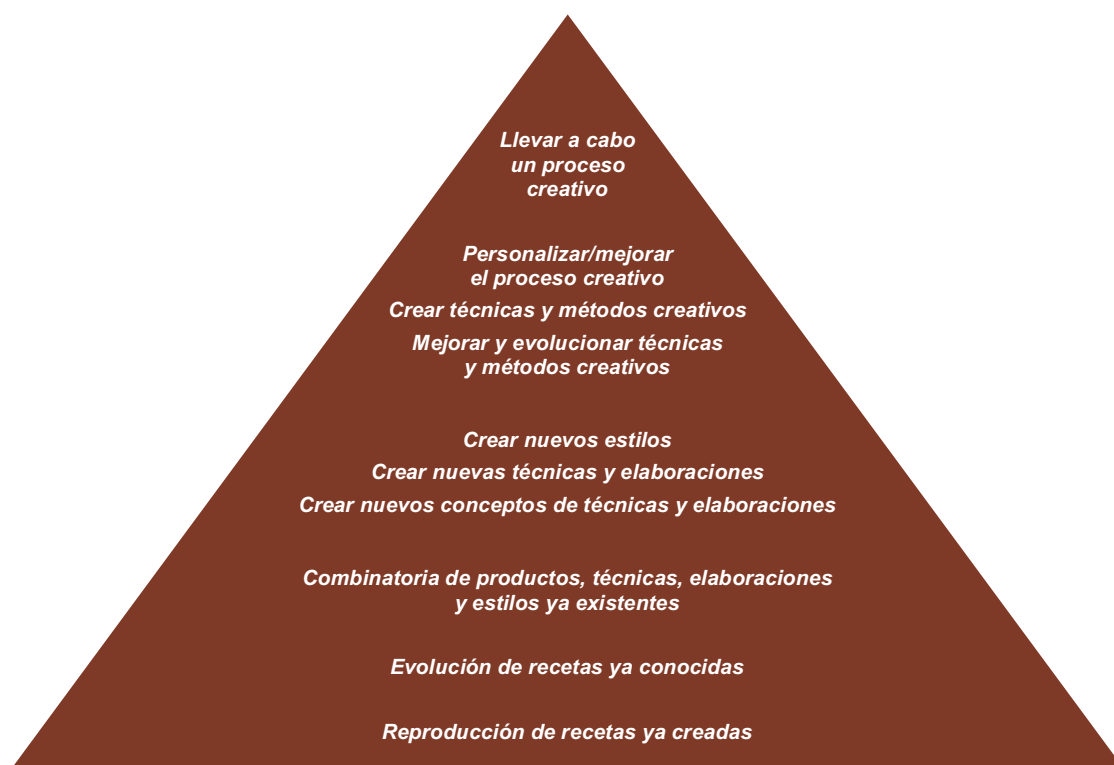 Llevar a cabo
un proceso
creativo
Personalizar/mejorar
el proceso creativo
Crear técnicas y métodos creativos
Mejorar y evolucionar técnicas
y métodos creativos
Crear nuevos estilos
Crear nuevas técnicas y elaboraciones
Crear nuevos conceptos de técnicas y elaboraciones
Combinatoria de productos, técnicas, elaboraciones
y estilos ya existentes
Evolución de recetas ya conocidas
Reproducción de recetas ya creadas